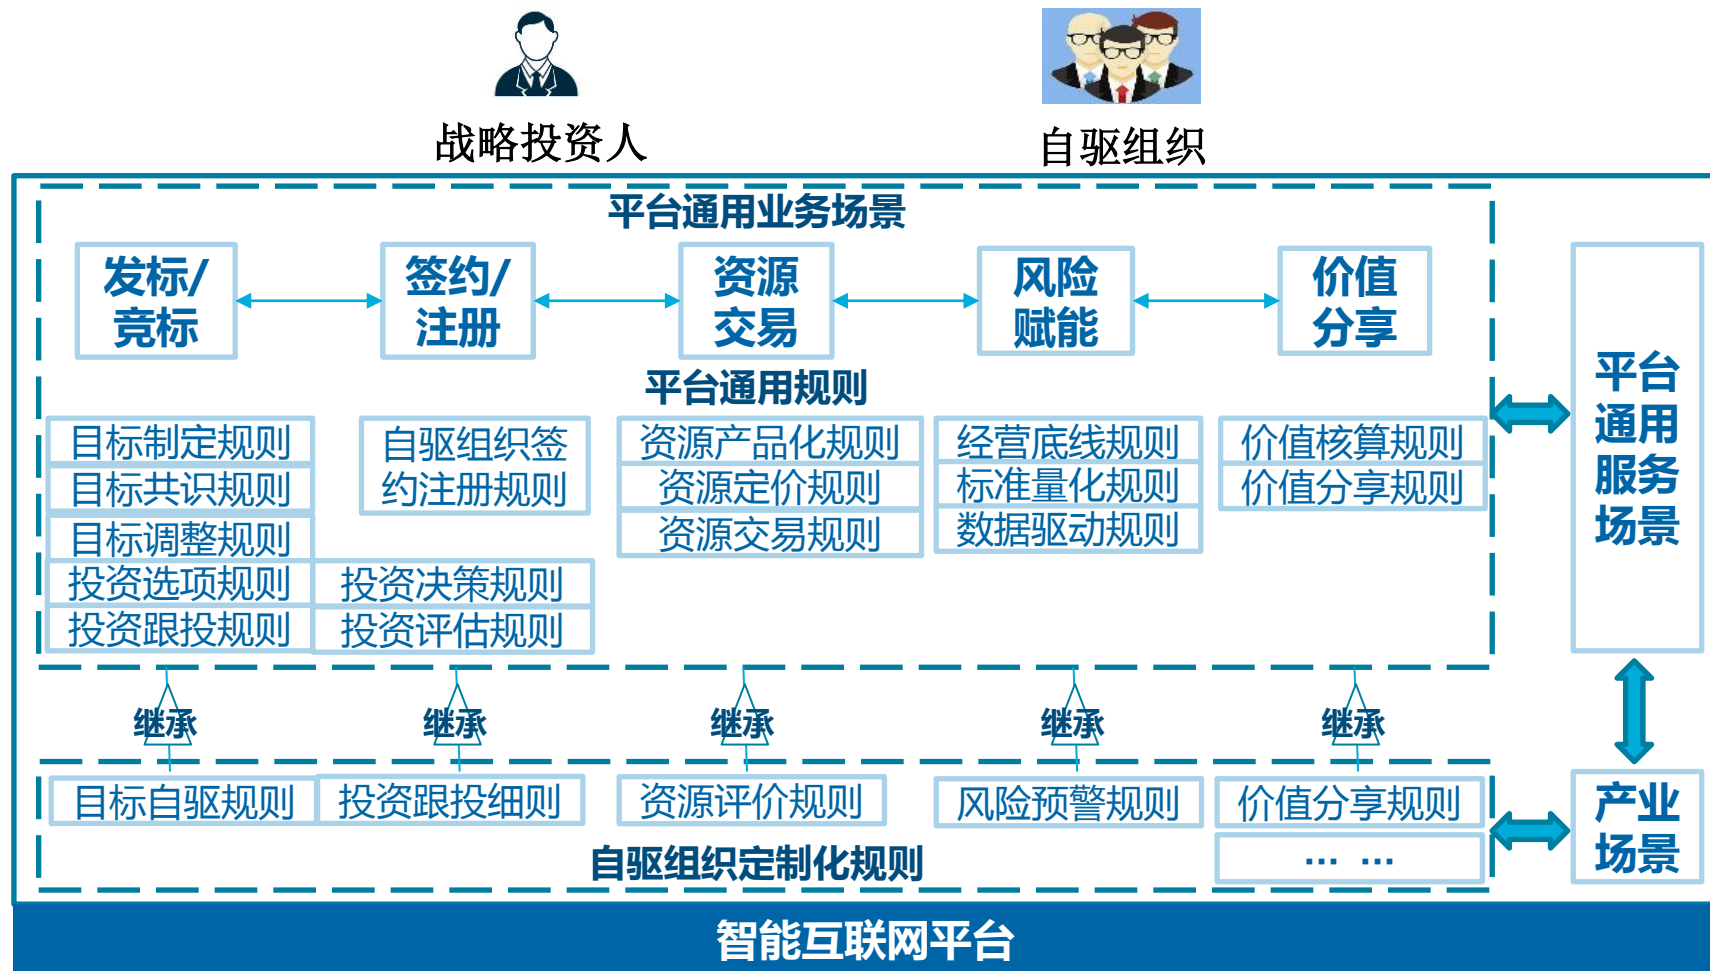 战略投资人
自驱组织
平台通用业务场景
发标/
竞标
签约/
注册
资源
交易
风险
赋能
价值
分享
平台通用规则
目标制定规则
目标共识规则
目标调整规则
投资选项规则
投资跟投规则
自驱组织签
约注册规则
投资决策规则
投资评估规则
资源产品化规则
资源定价规则
资源交易规则
经营底线规则
标准量化规则
数据驱动规则
价值核算规则
价值分享规则
平台
通用
服务
场景
继承
继承
继承
继承
继承
目标自驱规则
投资跟投细则
资源评价规则
风险预警规则
价值分享规则
... ...
自驱组织定制化规则
产业
场景
智能互联网平台